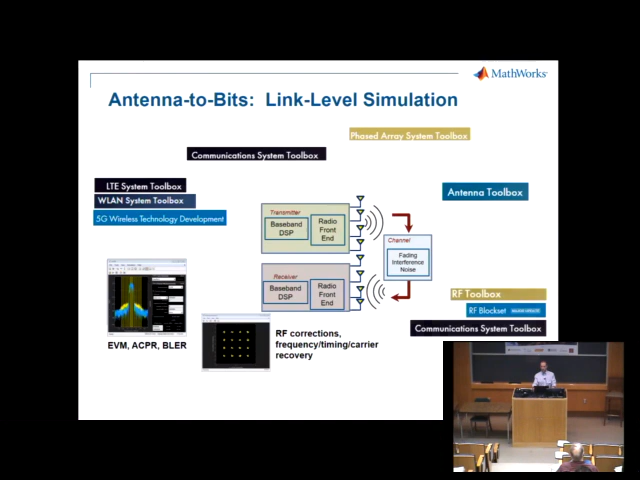 MathWorks
Antenna-to-Bits: Link-Level Simulation
Phased Array System Toolbox
Communications System Toolbox
LTE System Toolbox
WLAN System Toolbox
5G Wireless Technology Development
Antenna Toolbox
Transmitter
Baseband
DSP
Radio
Front
End
Channel
Fading
Interference
Noise
Receiver
Baseband
DSP
Radio
Front
End
RF Toolbox
RF Blockset
Communications System Toolbox
EVM, ACPR, BLER
RF corrections,
frequency/timing/carrier
recovery